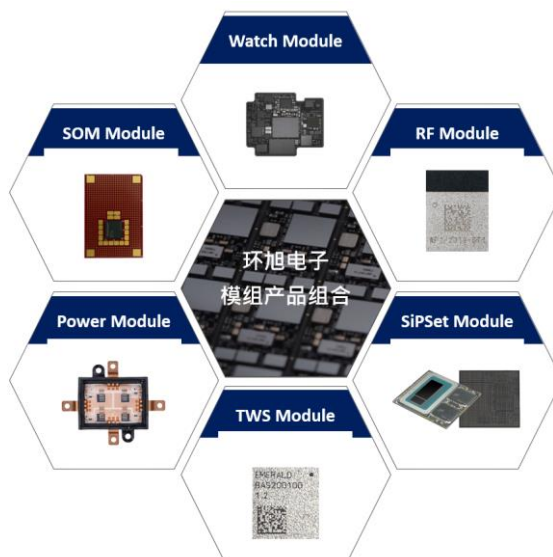 Watch Module
SOM Module
RF Module
环旭电子
模组产品组合
Power Module
SiPSet Module
TWS Module
EMERALD
BAS200100
1.2